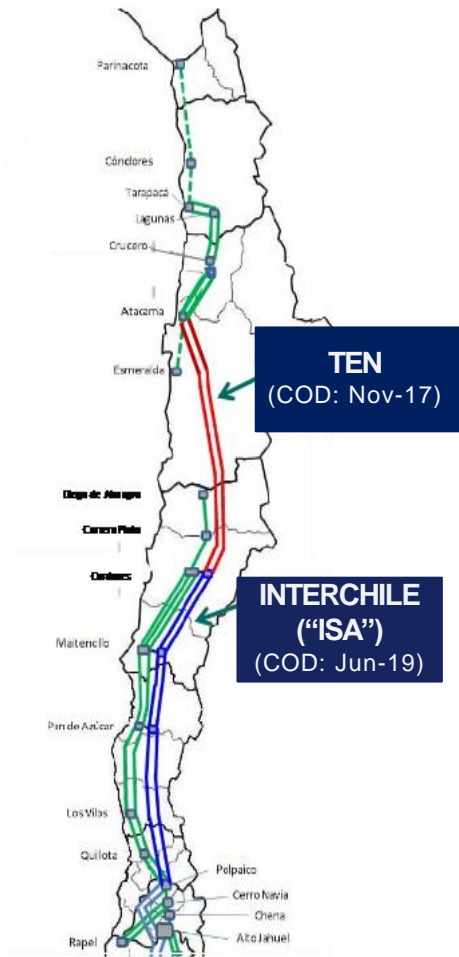 Parinacota
Cóndores
Tarapacá
Lagunas
Crucero
Atacama
TEN
(COD: Nov-17)
Esmeralda
Diego de Almagro
Carrera Pinto
Cardones
INTERCHILE
(“ISA”)
(COD: Jun-19)
Maitencillo
Pan de Azúcar
Los Vilos
Quillota
Polpaico
Cerro Navia
Chena
Alto Jahuel
Rapel